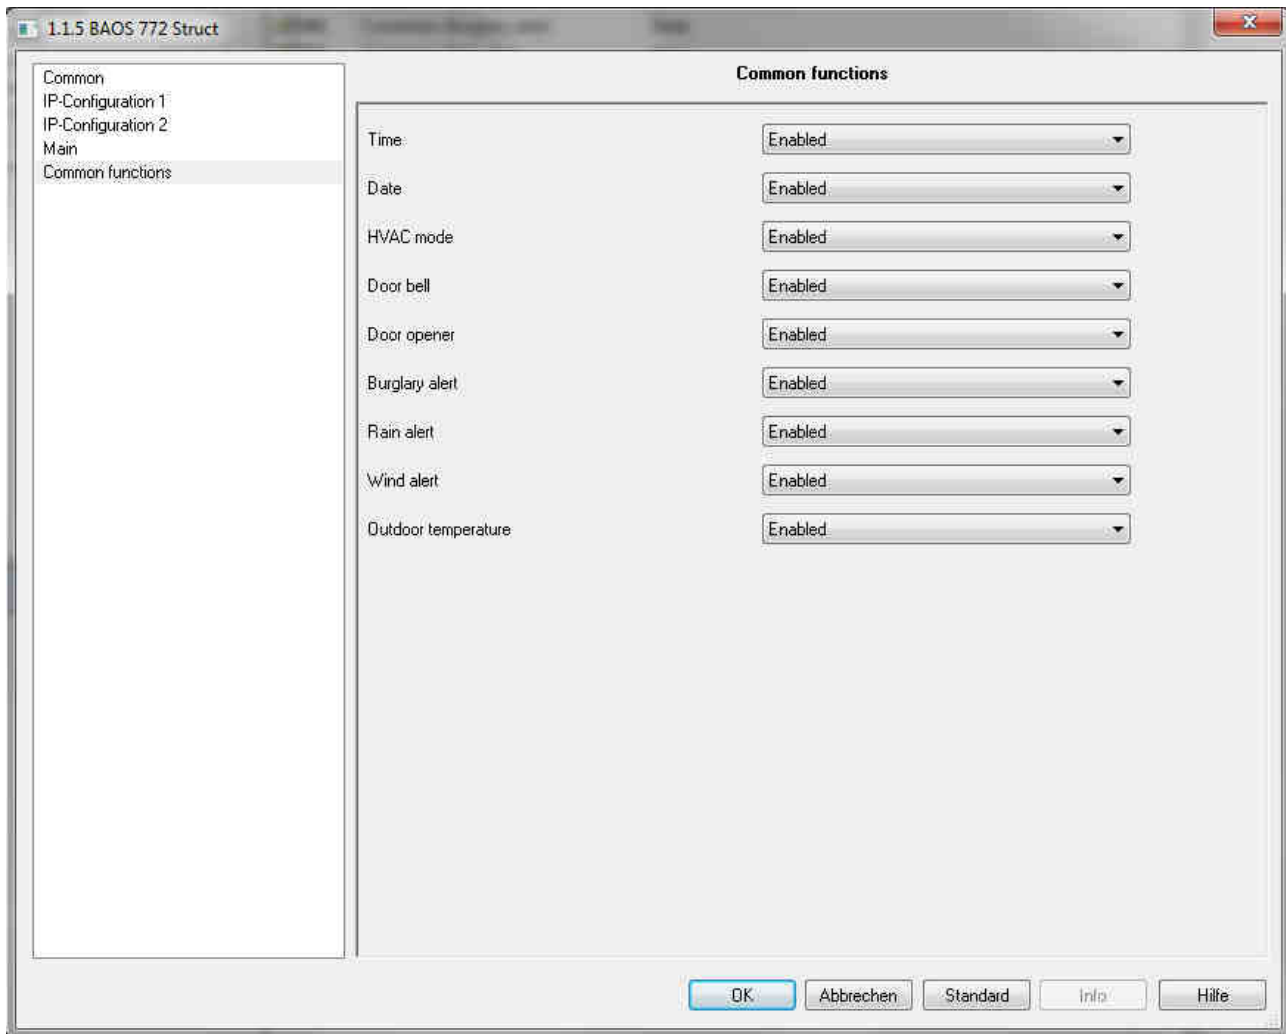 1.1.5 BAOS 772 Struct
Common
IP-Configuration 1
IP-Configuration 2
Main
Common functions
Common functions
Time Enabled
Date Enabled
HVAC mode Enabled
Door bell Enabled
Door opener Enabled
Burglary alert Enabled
Rain alert Enabled
Wind alert Enabled
Outdoor temperature Enabled
OK Abbrechen Standard Info Hilfe